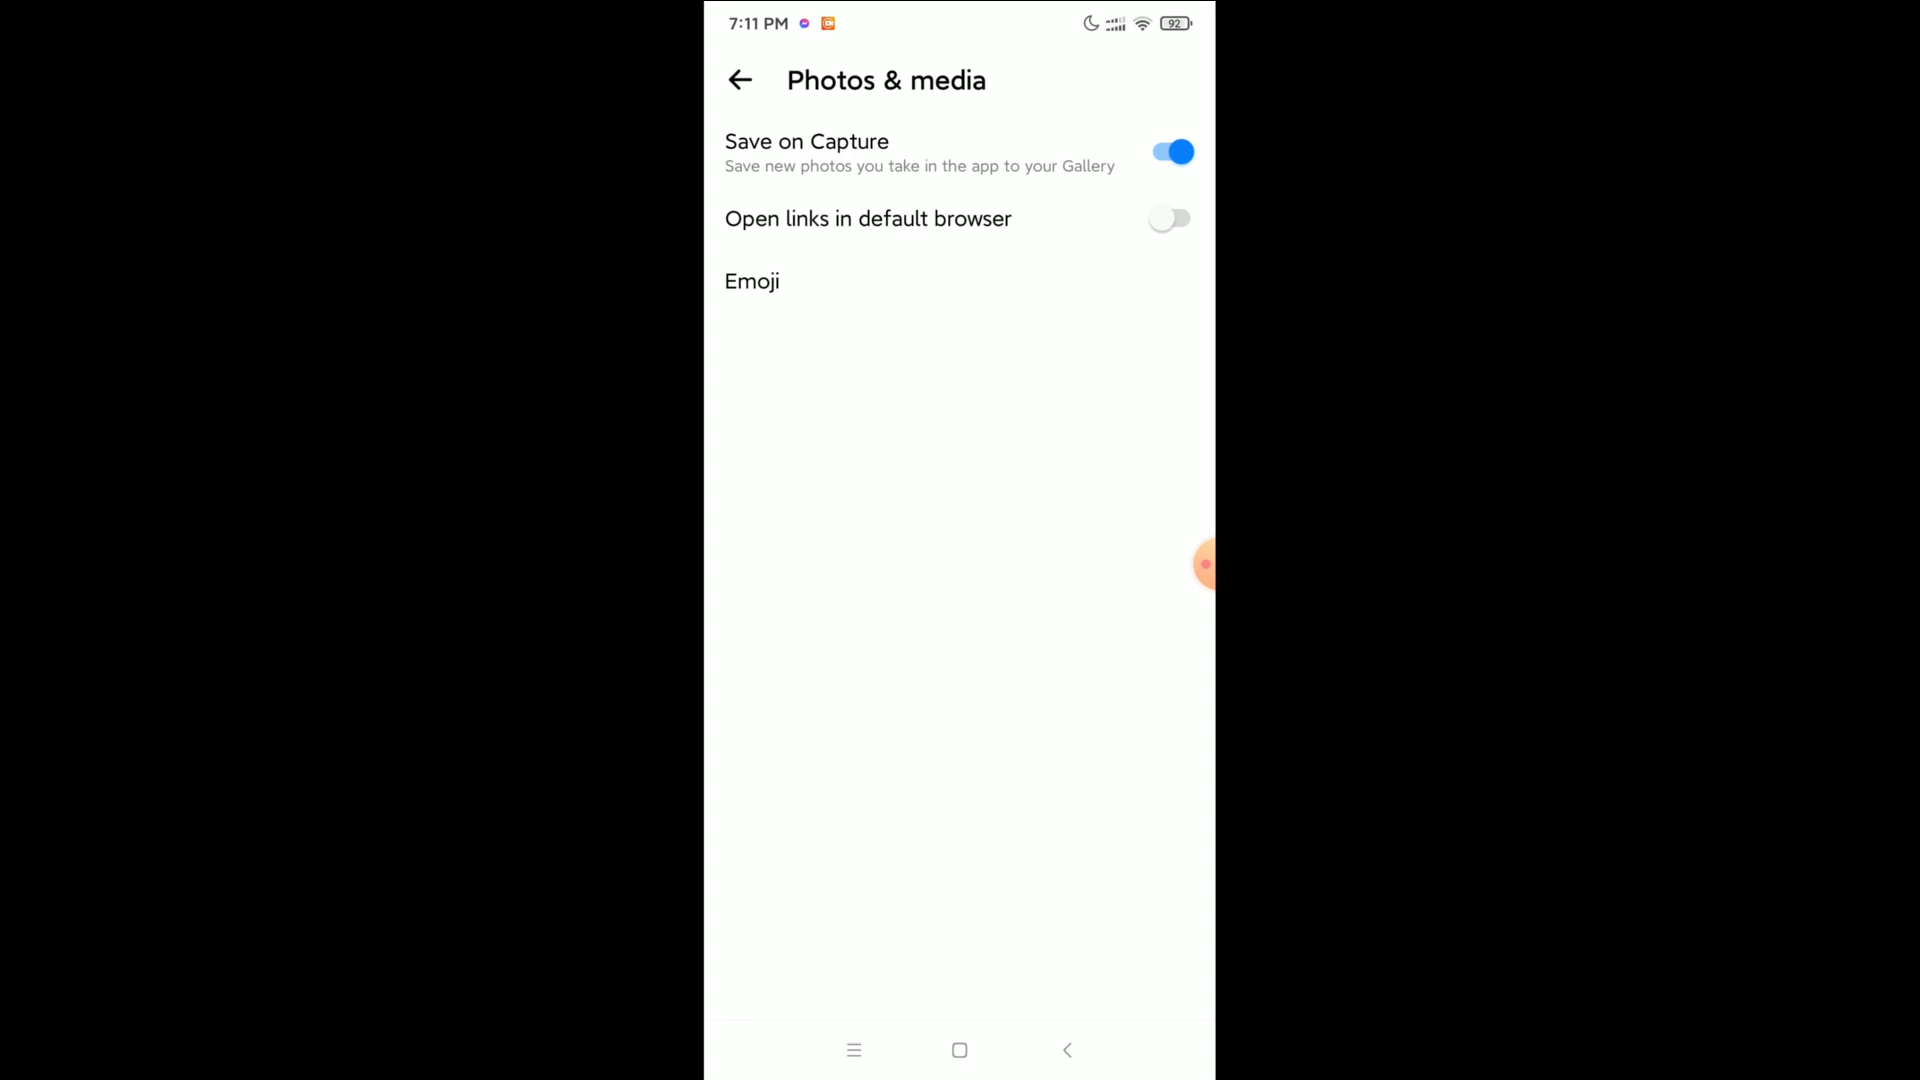 7:11 PM
92
Photos & media
Save on Capture
Save new photos you take in the app to your Gallery
Open links in default browser
Emoji